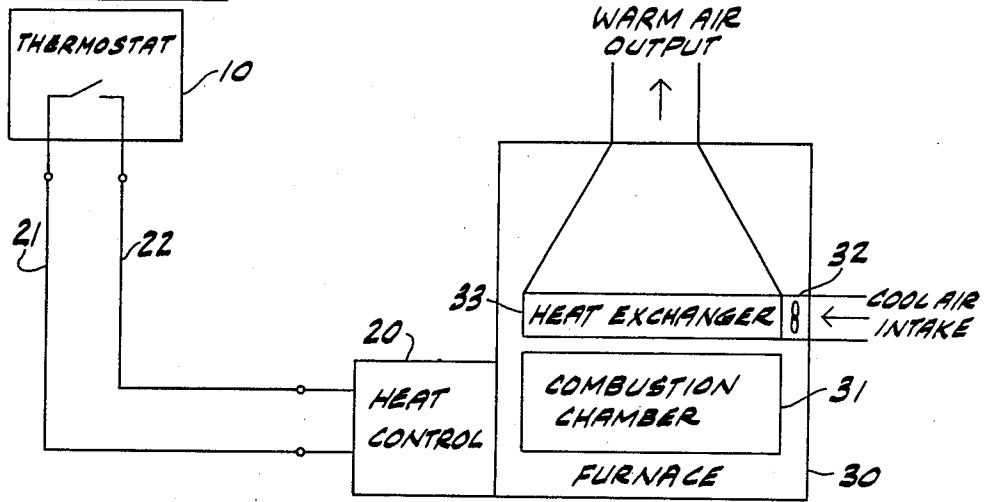 THERMOSTAT
10
WARM AIR
OUTPUT
21
22
32
33
HEAT EXCHANGER
COOL AIR
INTAKE
20
HEAT
CONTROL
COMBUSTION
CHAMBER
31
FURNACE
30